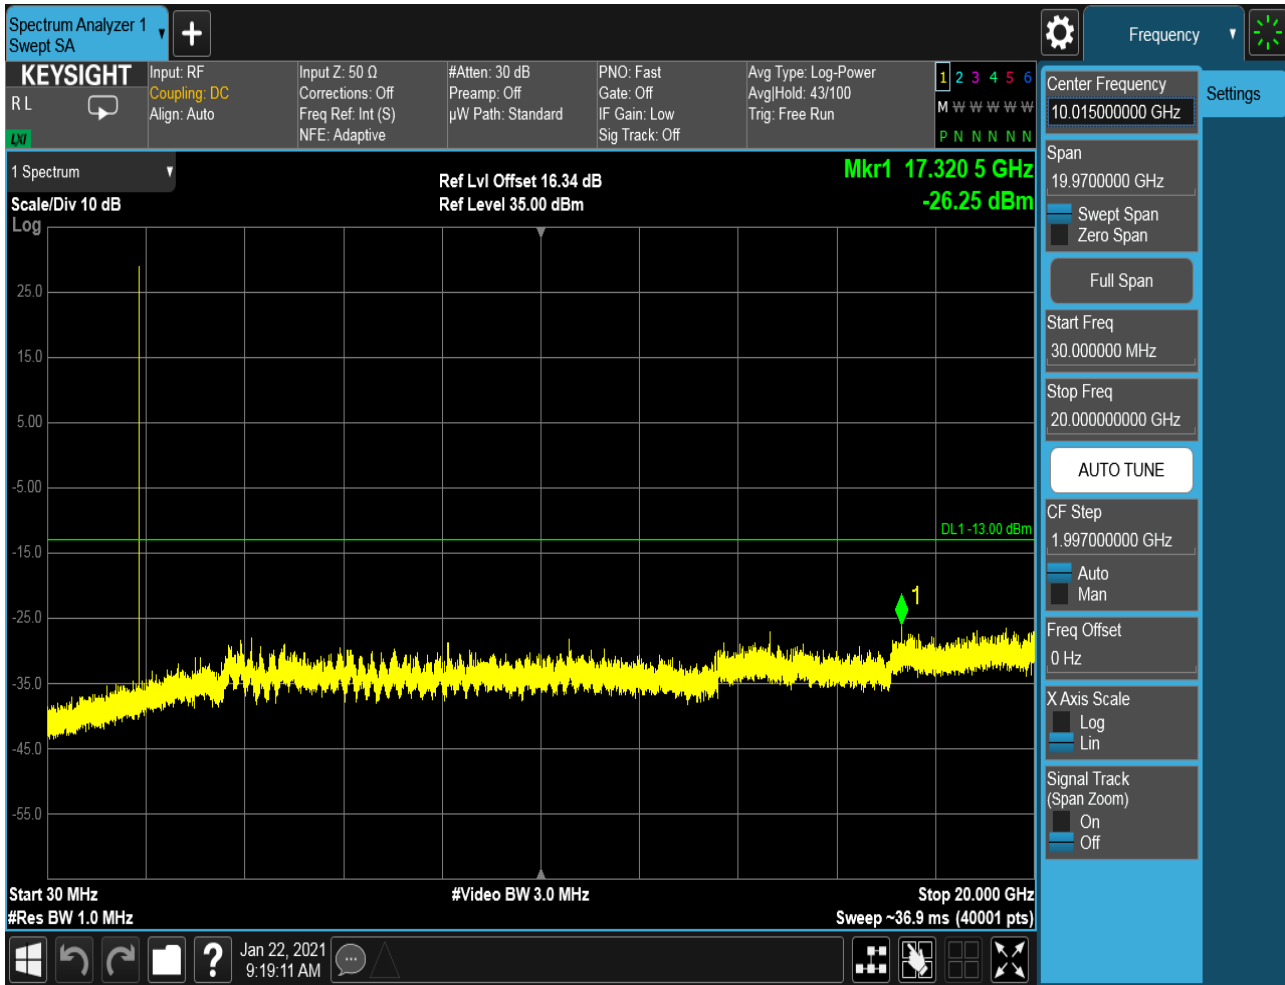 Spectrum Analyzer 1
Swept SA
Frequency
KEYSIGHT
R L
LXI
Input: RF
Coupling: DC
Align: Auto
Input Z: 50 Ω
Corrections: Off
Freq Ref: Int (S)
NFE: Adaptive
#Atten: 30 dB
Preamp: Off
µW Path: Standard
PNO: Fast
Gate: Off
IF Gain: Low
Sig Track: Off
Avg Type: Log-Power
Avg|Hold: 43/100
Trig: Free Run
1 2 3 4 5 6
M W W W W W
P N N N N N
1 Spectrum
Scale/Div 10 dB
Log
Ref Lvl Offset 16.34 dB
Ref Level 35.00 dBm
Mkr1 17.320 5 GHz
-26.25 dBm
25.0
15.0
5.00
-5.00
DL1 -13.00 dBm
-15.0
1
-25.0
-35.0
-45.0
-55.0
Start 30 MHz
#Res BW 1.0 MHz
#Video BW 3.0 MHz
Stop 20.000 GHz
Sweep ~36.9 ms (40001 pts)
Jan 22, 2021
9:19:11 AM
Center Frequency
10.015000000 GHz
Settings
Span
19.9700000 GHz
Swept Span
Zero Span
Full Span
Start Freq
30.000000 MHz
Stop Freq
20.000000000 GHz
AUTO TUNE
CF Step
1.997000000 GHz
Auto
Man
Freq Offset
0 Hz
X Axis Scale
Log
Lin
Signal Track
(Span Zoom)
On
Off